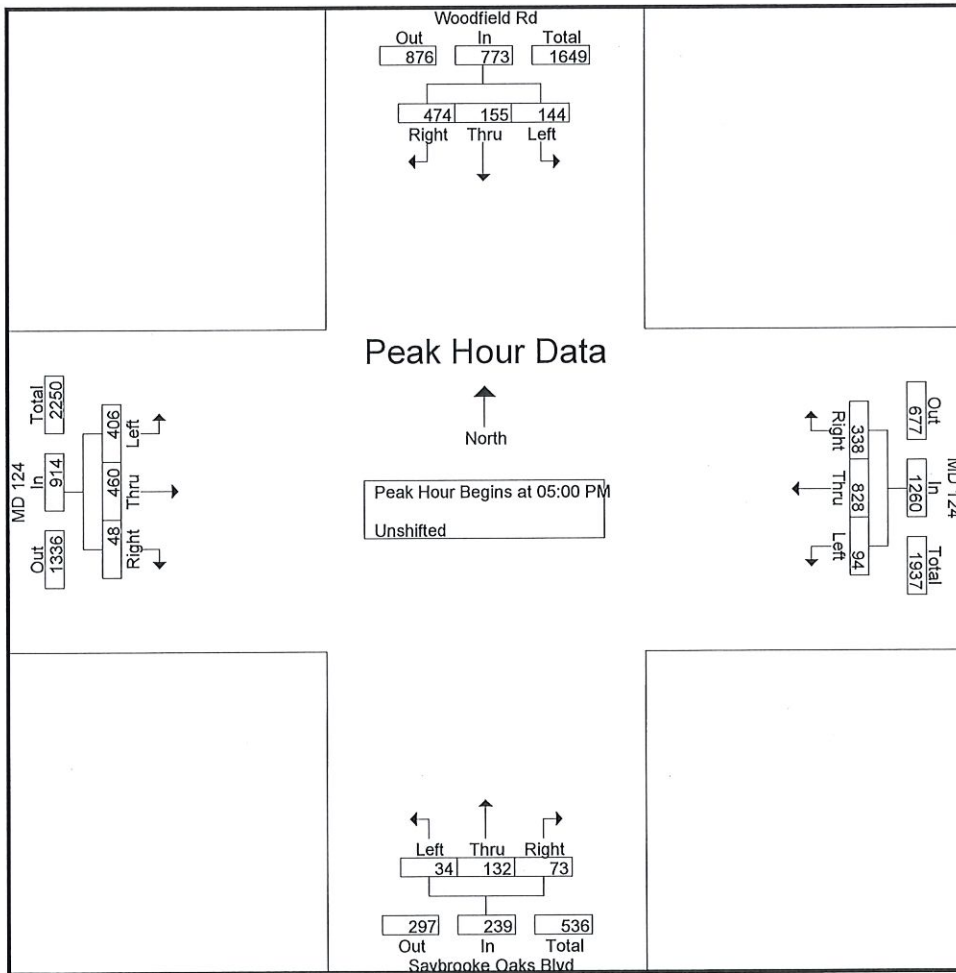 Woodfield Rd
Out In Total
876 773 1649
474 155 144
Right Thru Left
Peak Hour Data
North
Peak Hour Begins at 05:00 PM
Unshifted
MD 124
Total In Out
2250 914 1336
406 460 48
Left Thru Right
MD 124
Out In Total
677 1260 1937
338 828 94
Right Thru Left
Left Thru Right
34 132 73
297 239 536
Out In Total
Saybrooke Oaks Blvd